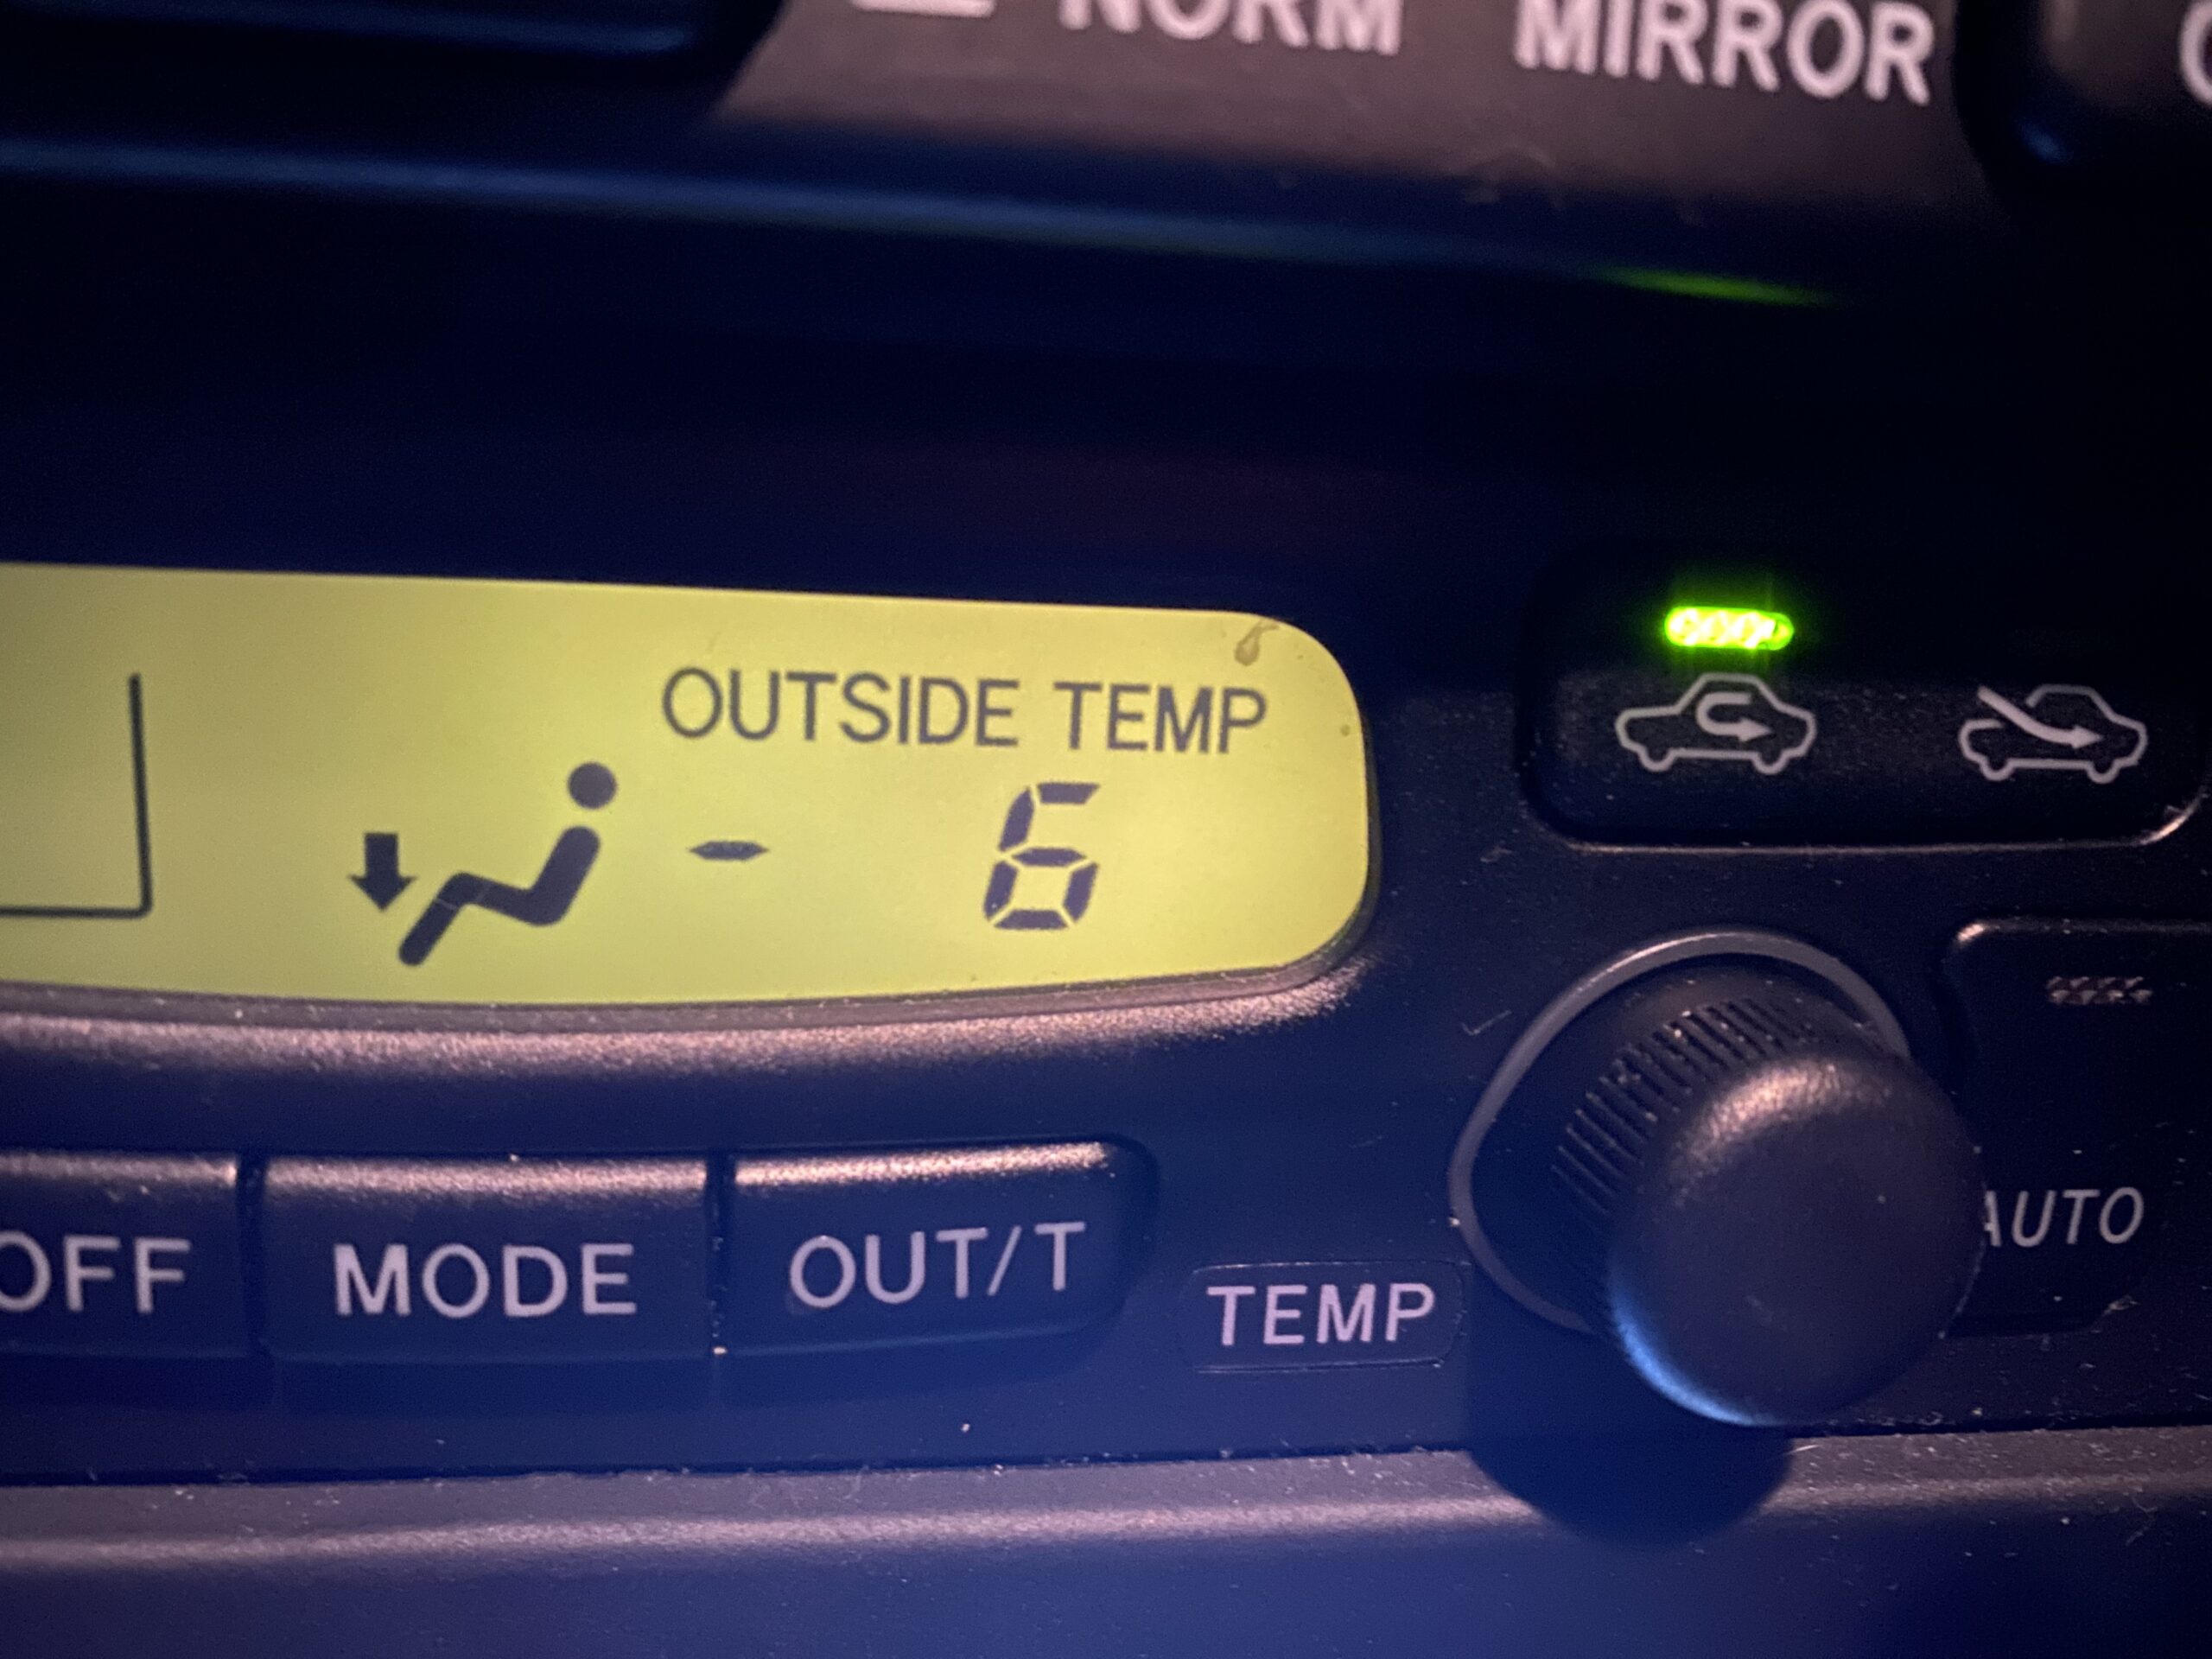 NORM MIRROR
OUTSIDE TEMP
- 6
OFF MODE OUT/T TEMP AUTO